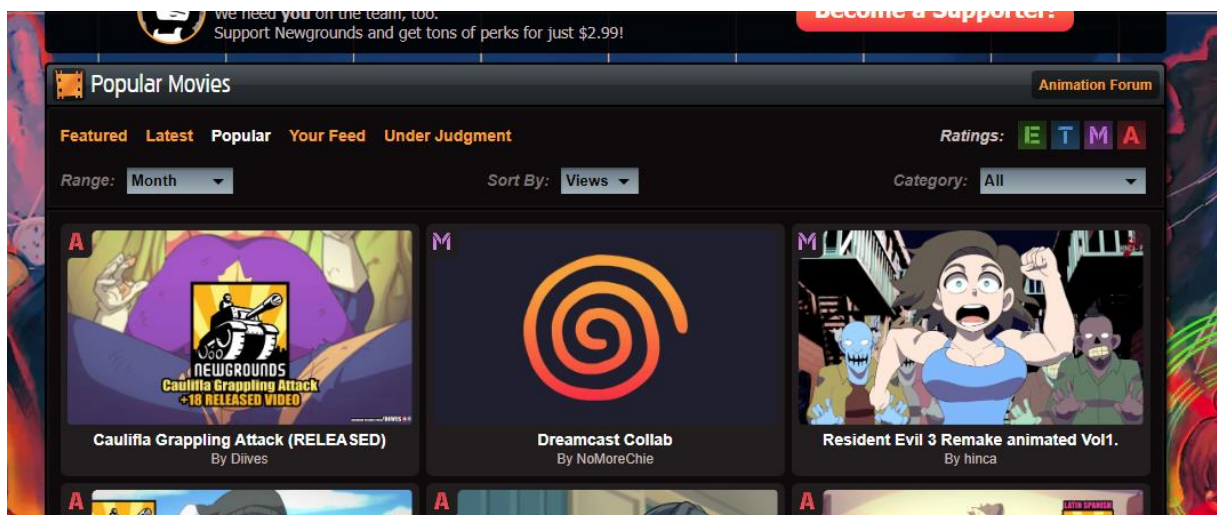 We need you on the team, too.
Support Newgrounds and get tons of perks for just $2.99!
Become a Supporter!
Popular Movies
Animation Forum
Featured Latest Popular Your Feed Under Judgment
Ratings: E T M A
Range: Month
Sort By: Views
Category: All
A
M
M
NEWGROUNDS
Caulifla Grappling Attack
+18 RELEASED VIDEO
Caulifla Grappling Attack (RELEASED)
By Diives
Dreamcast Collab
By NoMoreChie
Resident Evil 3 Remake animated Vol1.
By hinca
A
A
A
LATIN SPANISH